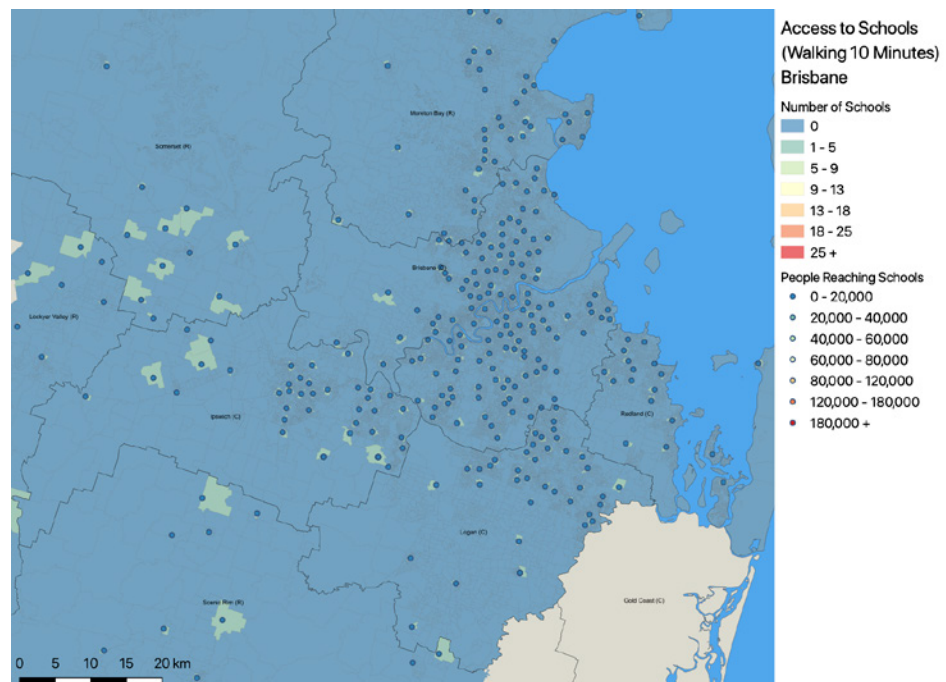 Access to Schools
(Walking 10 Minutes)
Brisbane
Number of Schools
0
1 - 5
5 - 9
9 - 13
13 - 18
18 - 25
25 +
People Reaching Schools
0 - 20,000
20,000 - 40,000
40,000 - 60,000
60,000 - 80,000
80,000 - 120,000
120,000 - 180,000
180,000 +
Moreton Bay (R)
Somerset (R)
Brisbane (C)
Lockyer Valley (R)
Ipswich (C)
Redland (C)
Logan (C)
Scenic Rim (R)
Gold Coast (C)
0 5 10 15 20 km